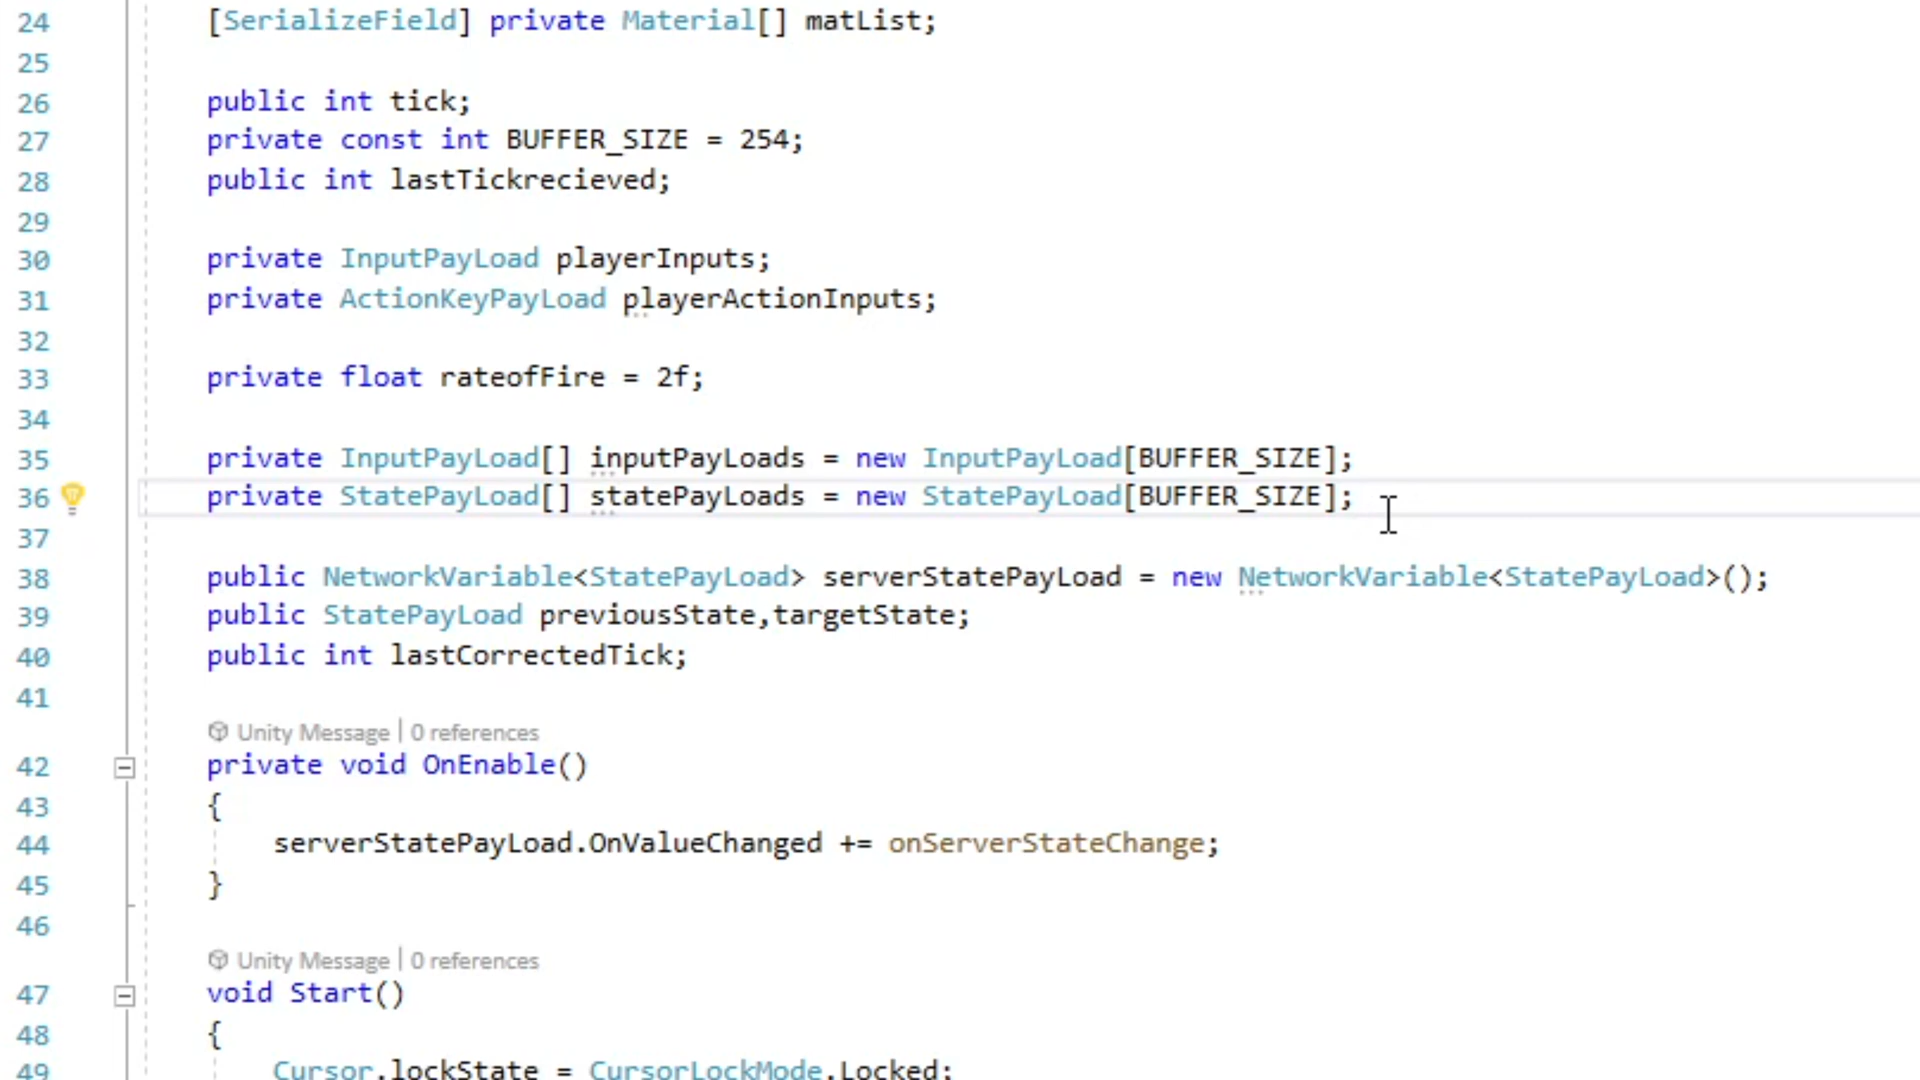 24 [SerializeField] private Material[] matList;
25
26 public int tick;
27 private const int BUFFER_SIZE = 254;
28 public int lastTickrecieved;
29
30 private InputPayLoad playerInputs;
31 private ActionKeyPayLoad playerActionInputs;
32
33 private float rateofFire = 2f;
34
35 private InputPayLoad[] inputPayLoads = new InputPayLoad[BUFFER_SIZE];
36 private StatePayLoad[] statePayLoads = new StatePayLoad[BUFFER_SIZE];
37
38 public NetworkVariable<StatePayLoad> serverStatePayLoad = new NetworkVariable<StatePayLoad>();
39 public StatePayLoad previousState,targetState;
40 public int lastCorrectedTick;
41
Unity Message | 0 references
42 private void OnEnable()
43 {
44 serverStatePayLoad.OnValueChanged += onServerStateChange;
45 }
46
Unity Message | 0 references
47 void Start()
48 {
49 Cursor.lockState = CursorLockMode.Locked;